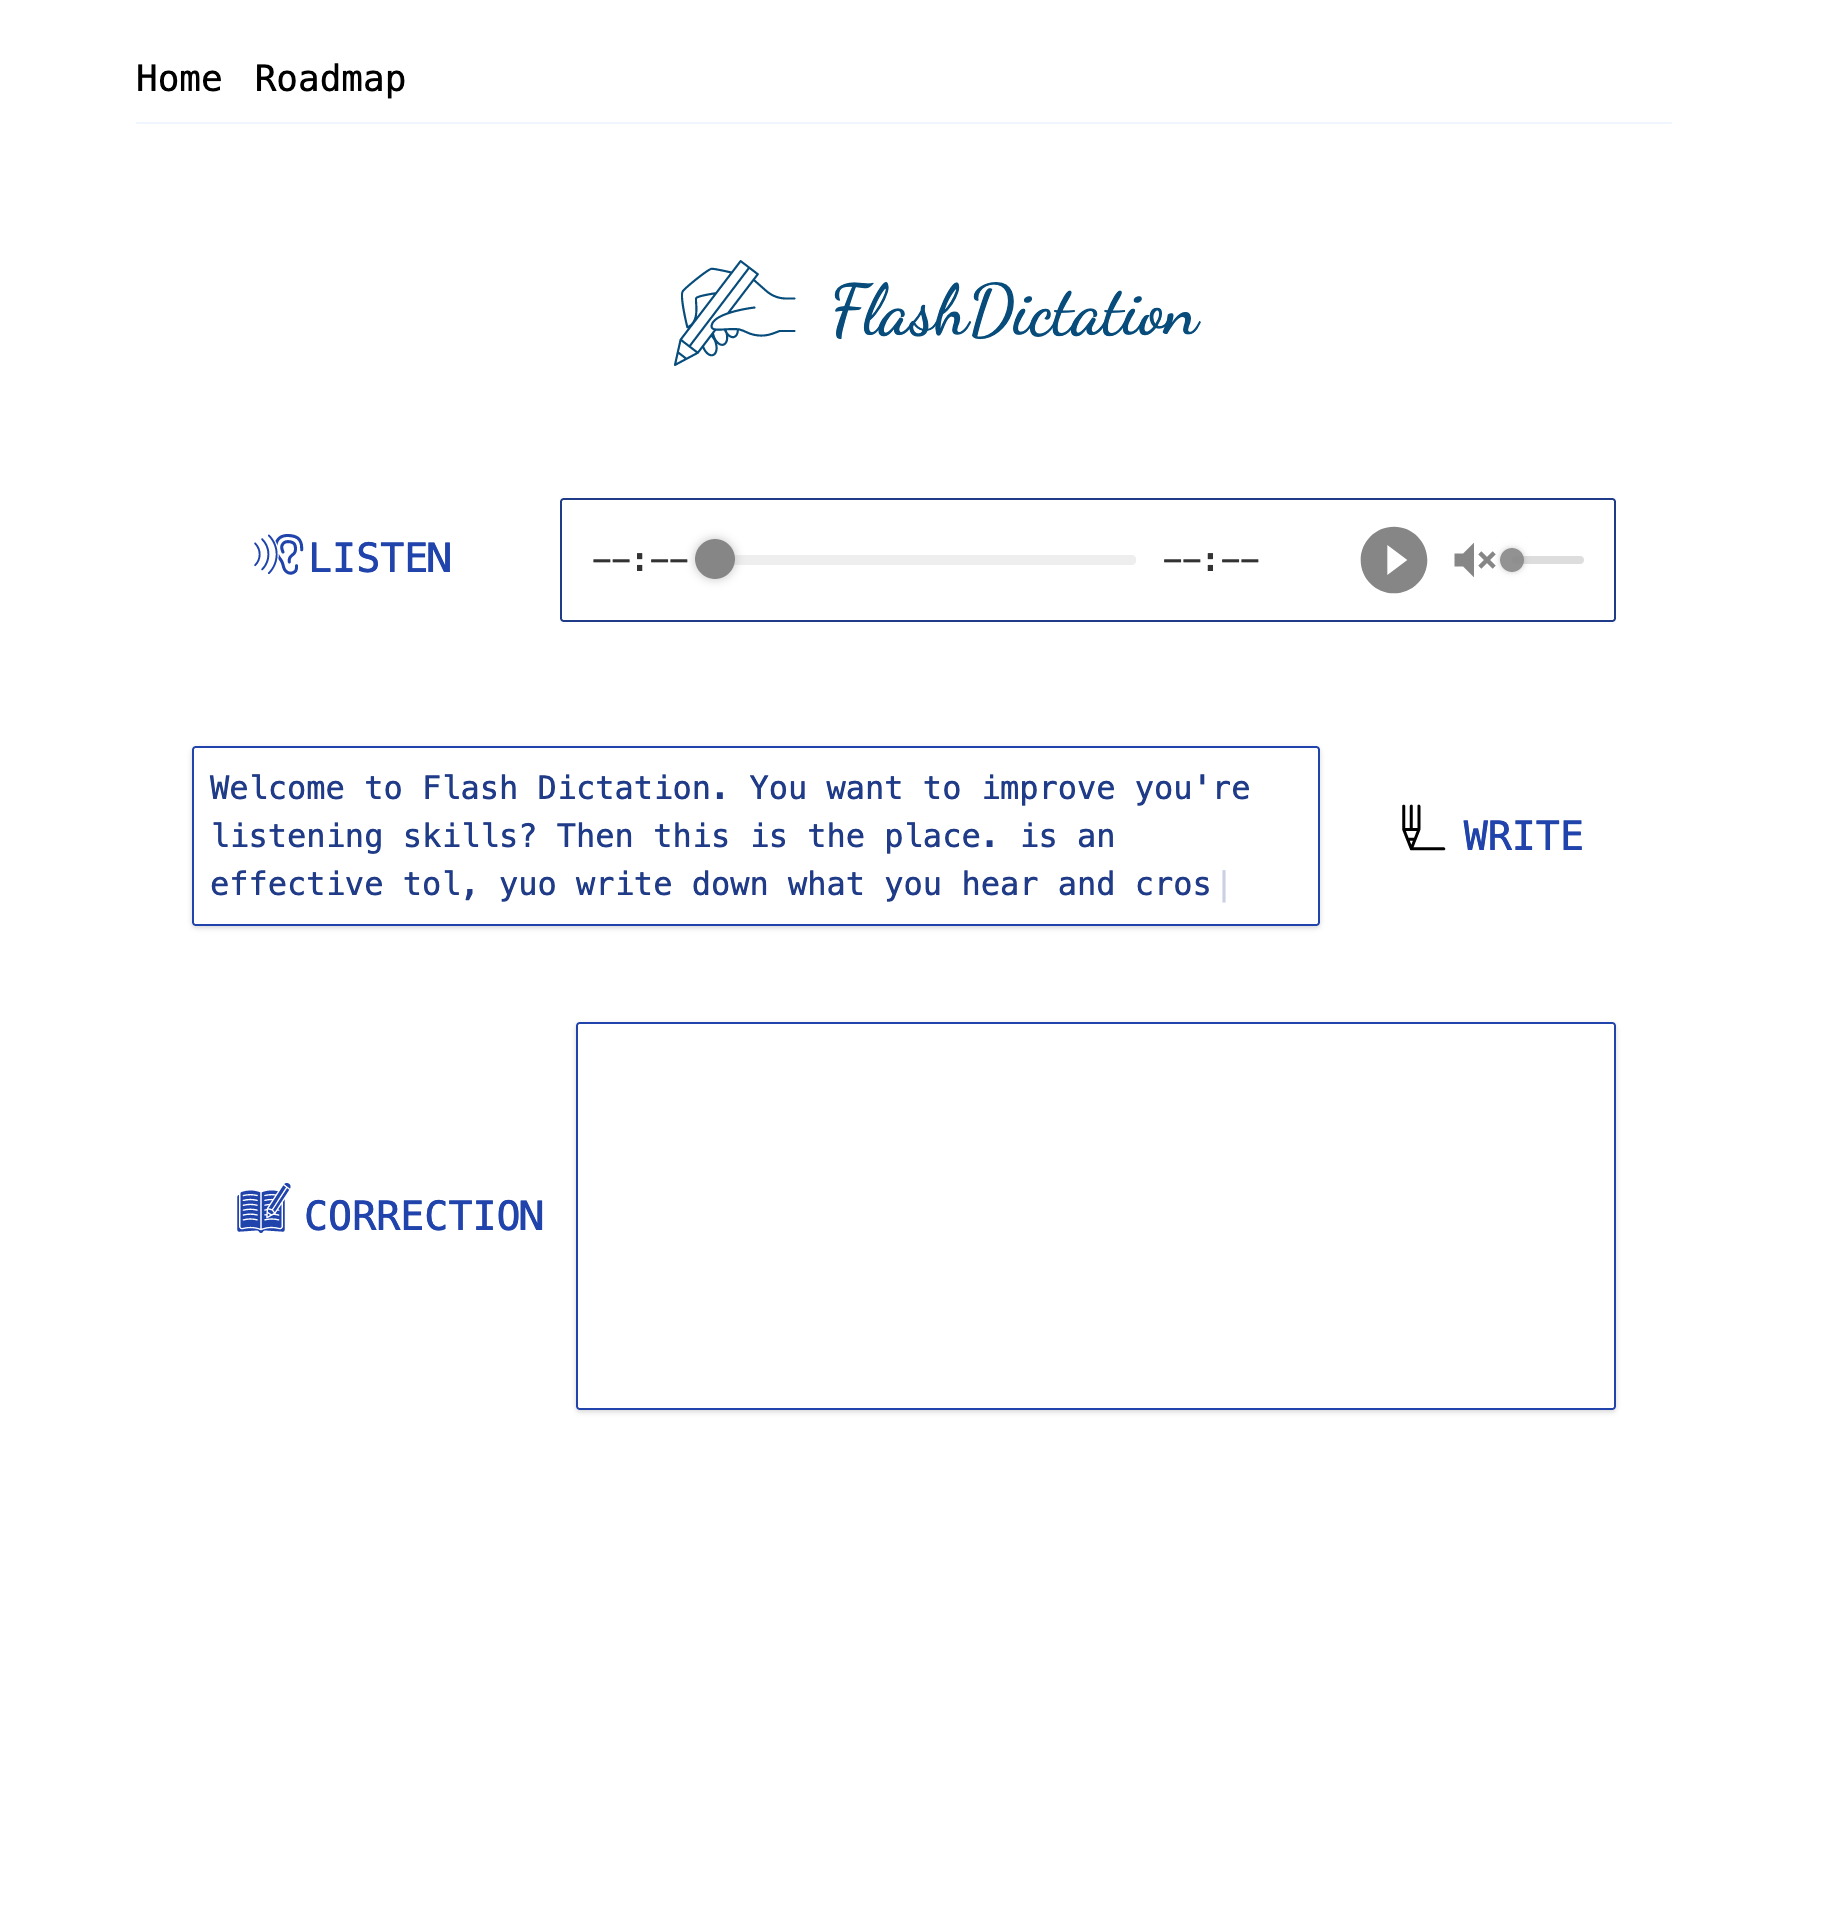 Home Roadmap
FlashDictation
LISTEN
--:-- --:--
Welcome to Flash Dictation. You want to improve you're
listening skills? Then this is the place. is an
effective tol, yuo write down what you hear and cros
WRITE
CORRECTION